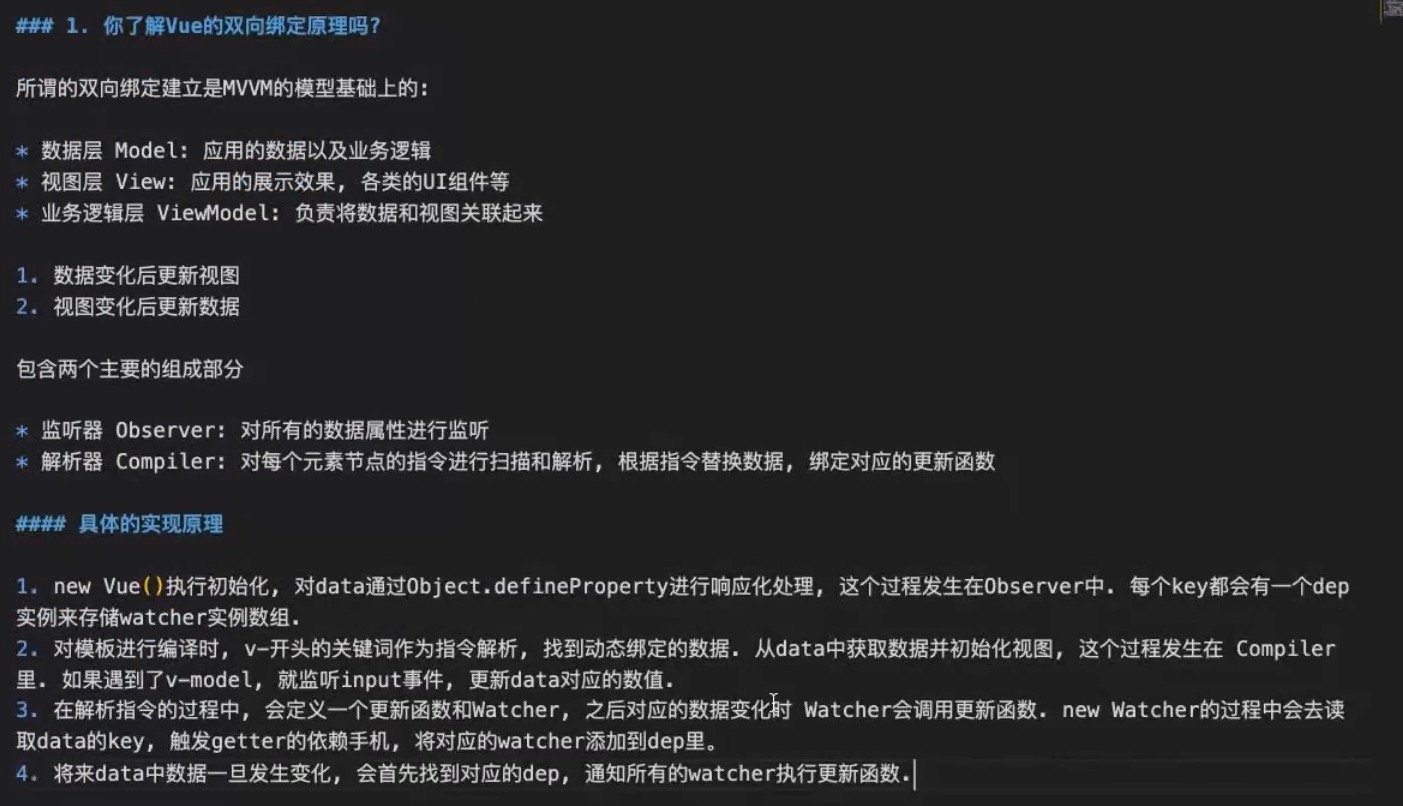 ### 1. 你了解Vue的双向绑定原理吗?
所谓的双向绑定建立是MVVM的模型基础上的:
* 数据层 Model: 应用的数据以及业务逻辑
* 视图层 View: 应用的展示效果, 各类的UI组件等
* 业务逻辑层 ViewModel: 负责将数据和视图关联起来
1. 数据变化后更新视图
2. 视图变化后更新数据
包含两个主要的组成部分
* 监听器 Observer: 对所有的数据属性进行监听
* 解析器 Compiler: 对每个元素节点的指令进行扫描和解析, 根据指令替换数据, 绑定对应的更新函数
#### 具体的实现原理
1. new Vue()执行初始化, 对data通过Object.defineProperty进行响应化处理, 这个过程发生在Observer中. 每个key都会有一个dep
实例来存储watcher实例数组.
2. 对模板进行编译时, v-开头的关键词作为指令解析, 找到动态绑定的数据. 从data中获取数据并初始化视图, 这个过程发生在 Compiler
里. 如果遇到了v-model, 就监听input事件, 更新data对应的数值.
3. 在解析指令的过程中, 会定义一个更新函数和Watcher, 之后对应的数据变化时 Watcher会调用更新函数. new Watcher的过程中会去读
取data的key, 触发getter的依赖手机, 将对应的watcher添加到dep里。
4. 将来data中数据一旦发生变化, 会首先找到对应的dep, 通知所有的watcher执行更新函数.